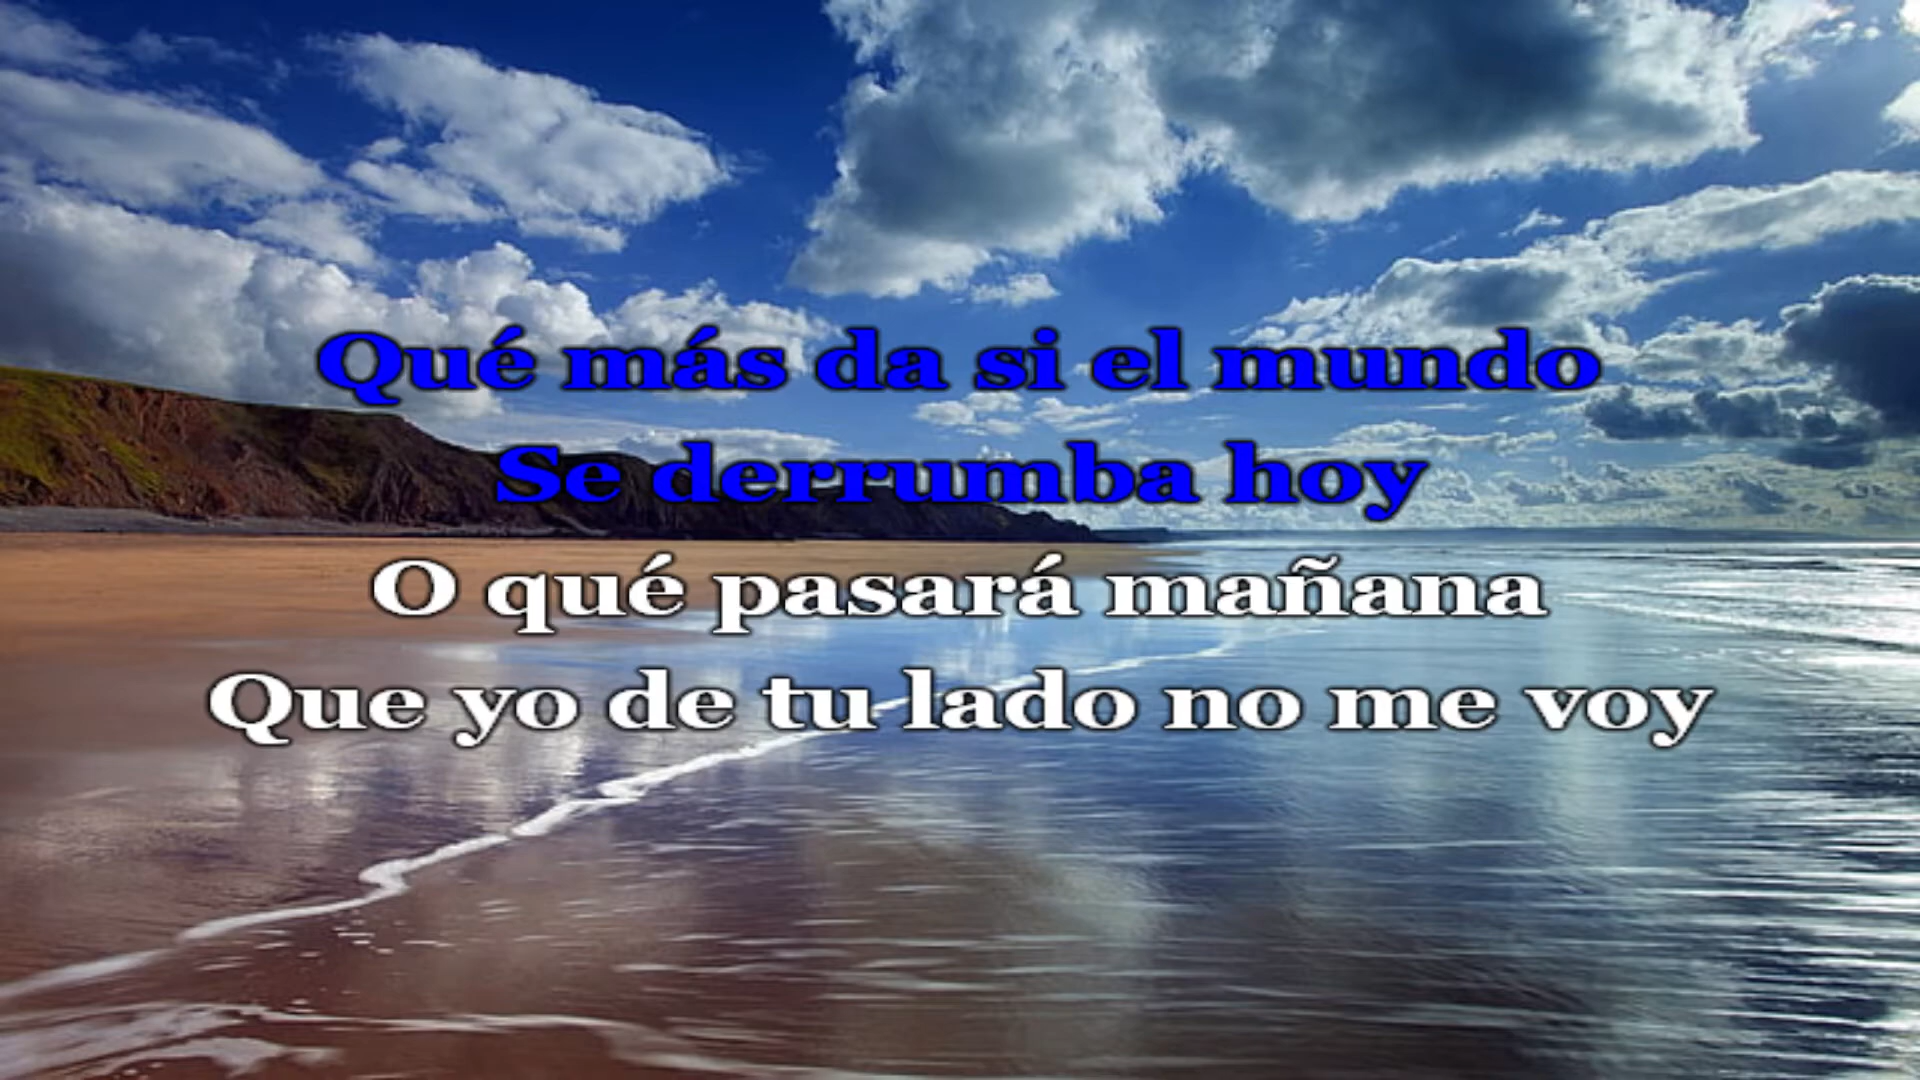 Qué más da si el mundo
Se derrumba hoy
O qué pasará mañana
Que yo de tu lado no me voy